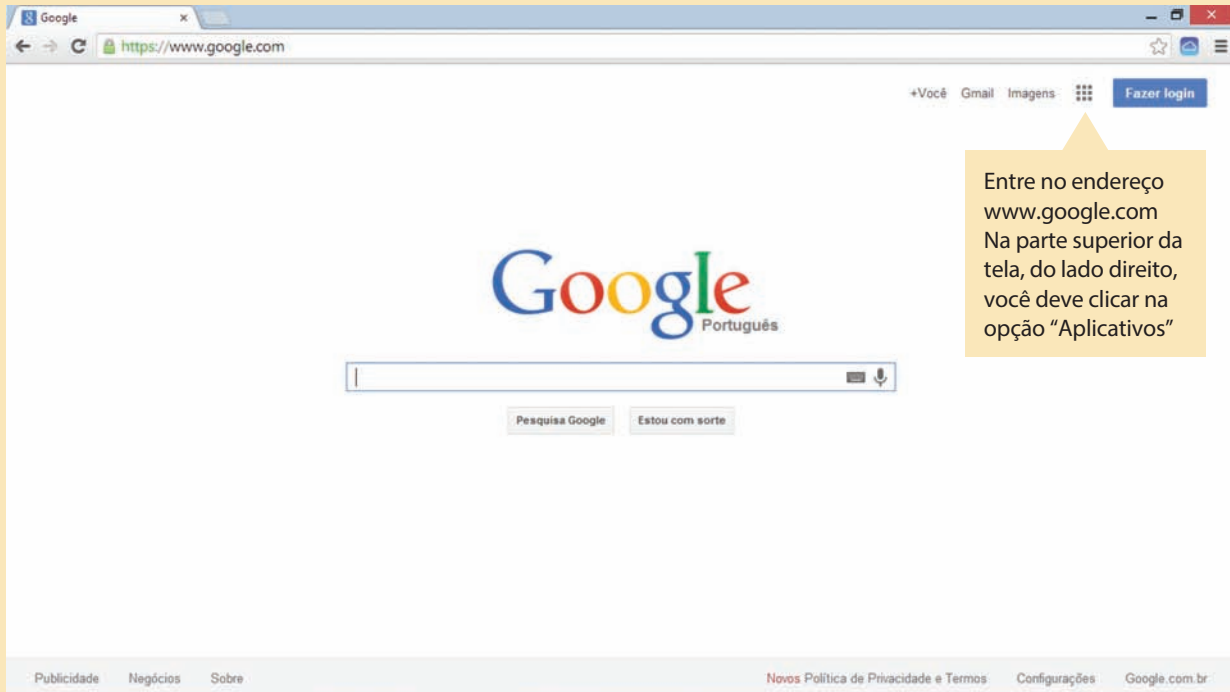 Google
https://www.google.com
+Você Gmail Imagens Fazer login
Entre no endereço
www.google.com
Na parte superior da
tela, do lado direito,
você deve clicar na
opção “Aplicativos”
Google
Português
Pesquisa Google Estou com sorte
Publicidade Negócios Sobre Novos Política de Privacidade e Termos Configurações Google.com.br